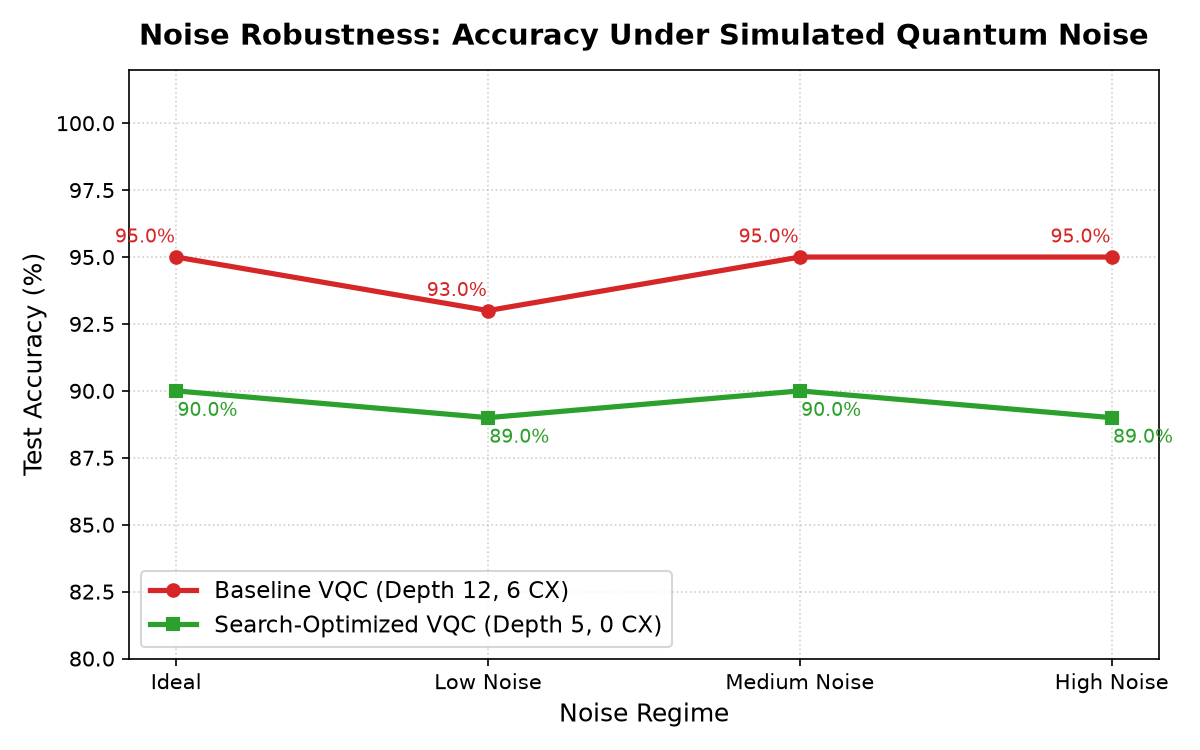 Noise Robustness: Accuracy Under Simulated Quantum Noise
Test Accuracy (%)
100.0
97.5
95.0
92.5
90.0
87.5
85.0
82.5
80.0
95.0%
93.0%
95.0%
95.0%
90.0%
89.0%
90.0%
89.0%
Baseline VQC (Depth 12, 6 CX)
Search-Optimized VQC (Depth 5, 0 CX)
Ideal
Low Noise
Medium Noise
High Noise
Noise Regime